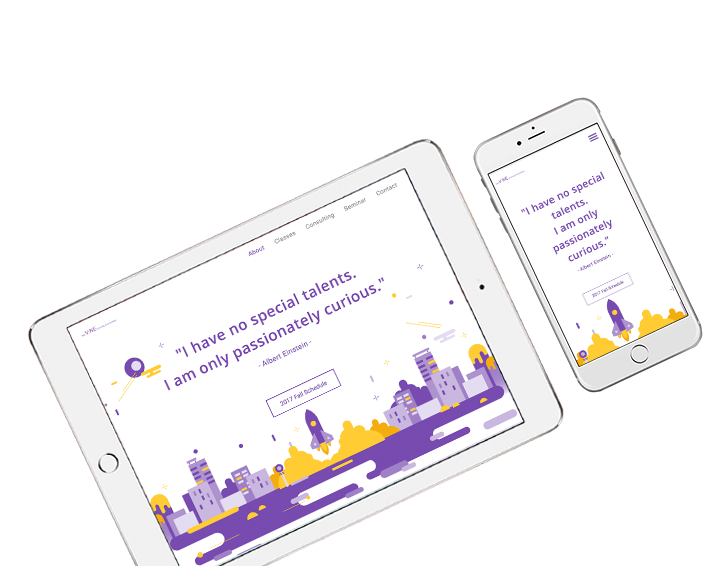 About Classes Consulting Seminar Contact
"I have no special talents.
I am only passionately curious."
- Albert Einstein -
2017 Fall Schedule
"I have no special
talents.
I am only
passionately
curious."
- Albert Einstein -
2017 Fall Schedule